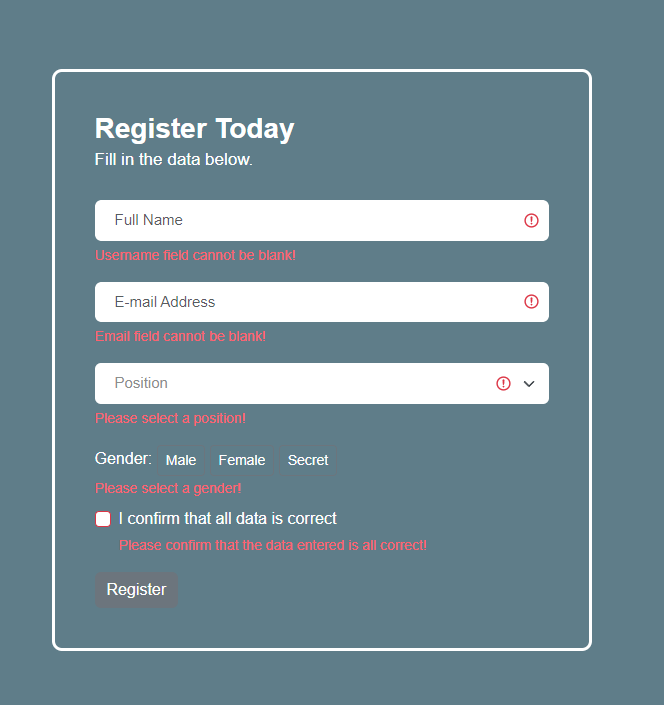 Register Today
Fill in the data below.
Full Name
Username field cannot be blank!
E-mail Address
Email field cannot be blank!
Position
Please select a position!
Gender: Male Female Secret
Please select a gender!
I confirm that all data is correct
Please confirm that the data entered is all correct!
Register